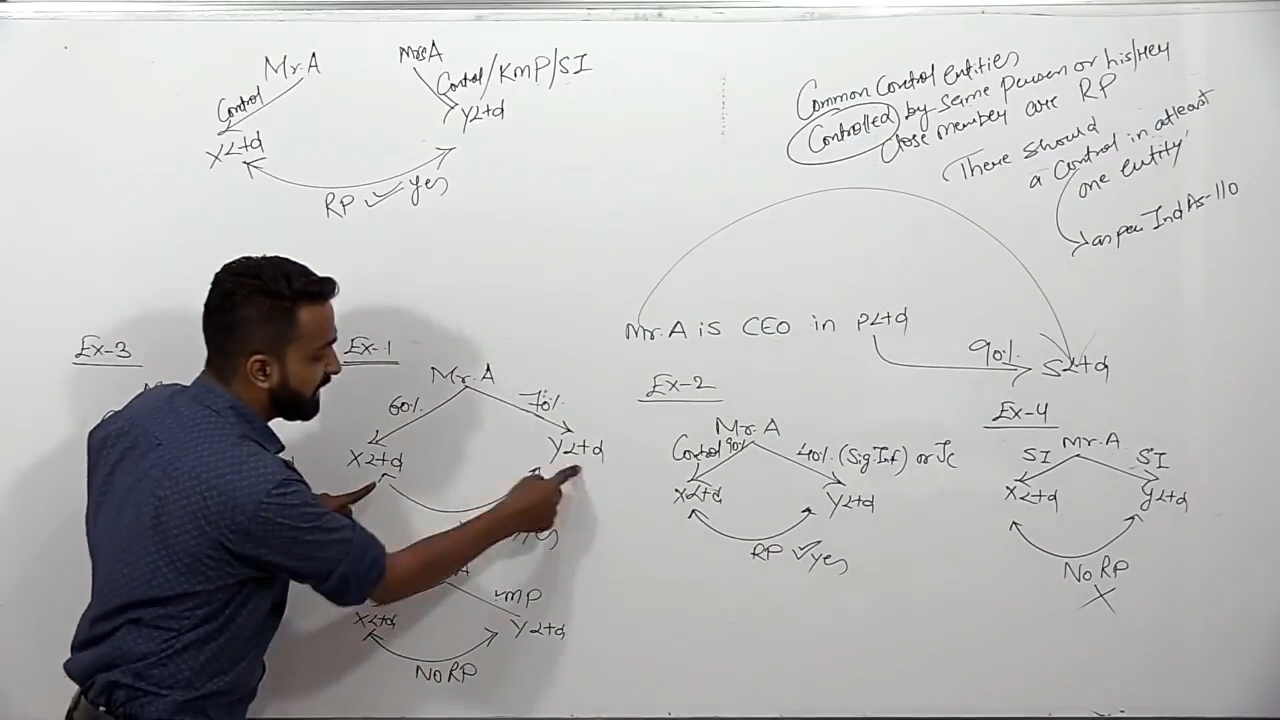 Mr.A
MrsA
Control
Control/KMP/SI
X Ltd
Y Ltd
RP ✓ yes
Common Control entities
Controlled by same person or his/Hey
close member are RP
(There should
a control in atleast
one entity
as per Ind As-110
Mr. A is CEO in P Ltd
90%
S Ltd
Ex-3
Ex-1
Mr. A
60%
70%
X Ltd
Y Ltd
yes
X Ltd
Y Ltd
NO RP
Ex-2
Mr. A
Control 90%
40% (Sig. Inf) or JC
X Ltd
Y Ltd
RP ✓ yes
Ex-4
Mr. A
SI
SI
X Ltd
Y Ltd
NO RP
X